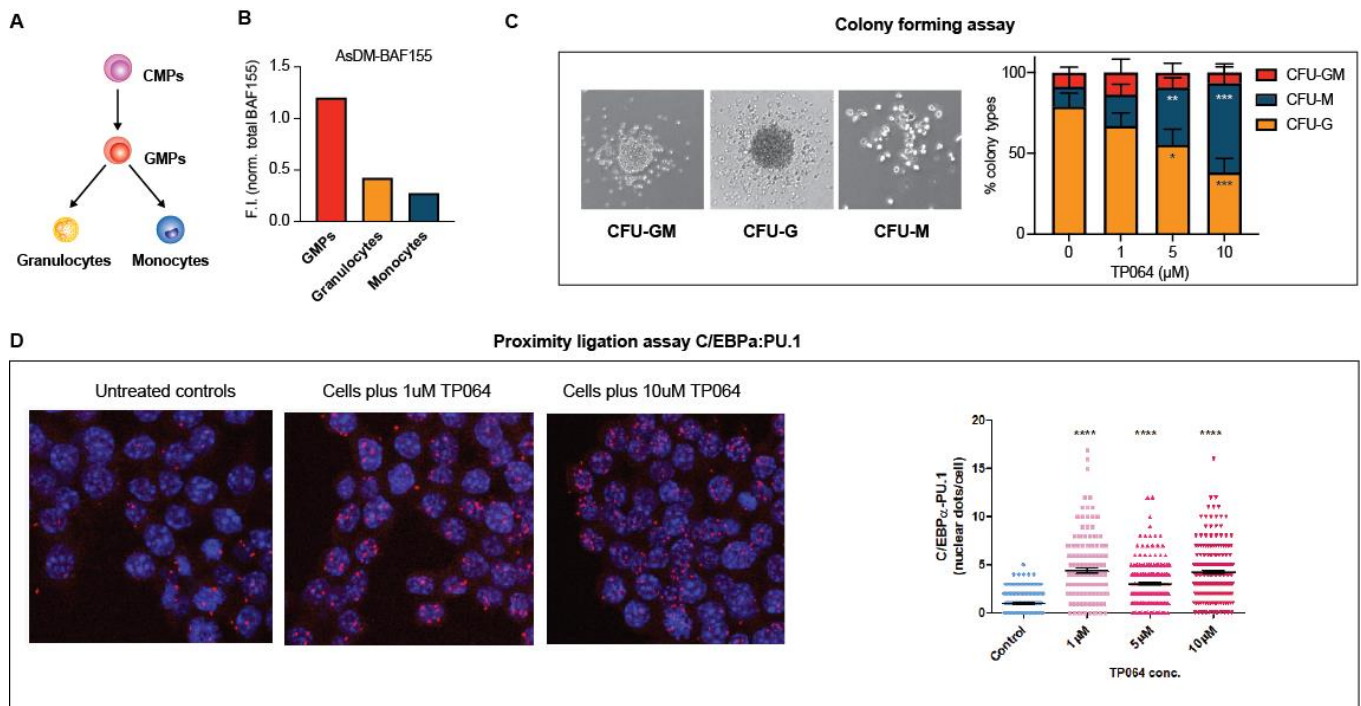 A
CMPs
GMPs
Granulocytes
Monocytes
B
AsDM-BAF155
F.I. (norm. total BAF155)
1.5
1.0
0.5
0.0
GMPs
Granulocytes
Monocytes
C
Colony forming assay
CFU-GM
CFU-G
CFU-M
% colony types
100
50
0
**
***
*
***
0 1 5 10
TP064 (µM)
CFU-GM
CFU-M
CFU-G
D
Proximity ligation assay C/EBPa:PU.1
Untreated controls
Cells plus 1uM TP064
Cells plus 10uM TP064
C/EBPα-PU.1
(nuclear dots/cell)
20
15
10
5
0
**** **** ****
Control
1 µM
5 µM
10 µM
TP064 conc.